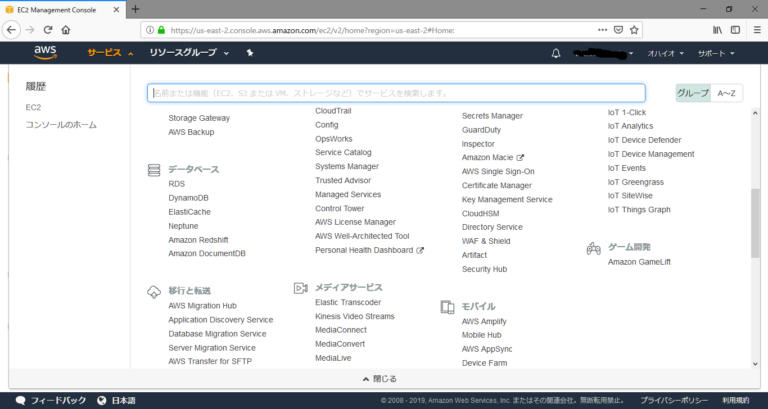 EC2 Management Console
https://us-east-2.console.aws.amazon.com/ec2/v2/home?region=us-east-2#Home:
aws
サービス
リソースグループ
オハイオ
サポート
履歴
EC2
コンソールのホーム
名前または機能（EC2、S3 または VM、ストレージなど）でサービスを検索します。
グループ
A～Z
Storage Gateway
AWS Backup
データベース
RDS
DynamoDB
ElastiCache
Neptune
Amazon Redshift
Amazon DocumentDB
移行と転送
AWS Migration Hub
Application Discovery Service
Database Migration Service
Server Migration Service
AWS Transfer for SFTP
CloudTrail
Config
OpsWorks
Service Catalog
Systems Manager
Trusted Advisor
Managed Services
Control Tower
AWS License Manager
AWS Well-Architected Tool
Personal Health Dashboard
メディアサービス
Elastic Transcoder
Kinesis Video Streams
MediaConnect
MediaConvert
MediaLive
Secrets Manager
GuardDuty
Inspector
Amazon Macie
AWS Single Sign-On
Certificate Manager
Key Management Service
CloudHSM
Directory Service
WAF & Shield
Artifact
Security Hub
モバイル
AWS Amplify
Mobile Hub
AWS AppSync
Device Farm
IoT 1-Click
IoT Analytics
IoT Device Defender
IoT Device Management
IoT Events
IoT Greengrass
IoT SiteWise
IoT Things Graph
ゲーム開発
Amazon GameLift
閉じる
フィードバック
日本語
© 2008 - 2019, Amazon Web Services, Inc. またはその関連会社。無断転用禁止。
プライバシーポリシー
利用規約